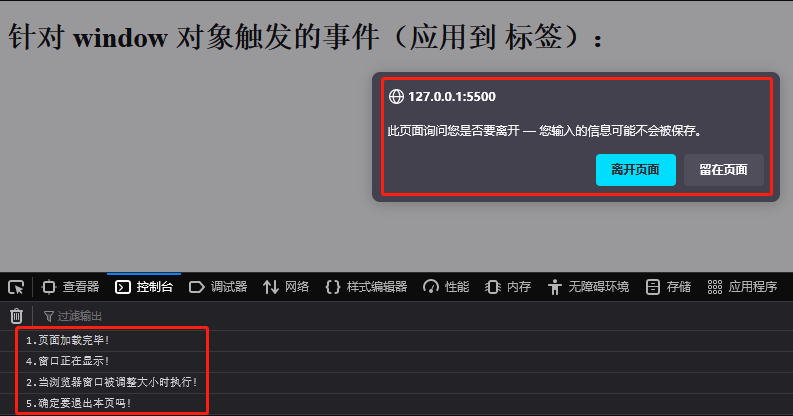 针对 window 对象触发的事件（应用到 标签）：
127.0.0.1:5500
此页面询问您是否要离开 — 您输入的信息可能不会被保存。
离开页面 留在页面
查看器 控制台 调试器 网络 样式编辑器 性能 内存 无障碍环境 存储 应用程序
过滤输出
1.页面加载完毕!
4.窗口正在显示!
2.当浏览器窗口被调整大小时执行!
5.确定要退出本页吗!